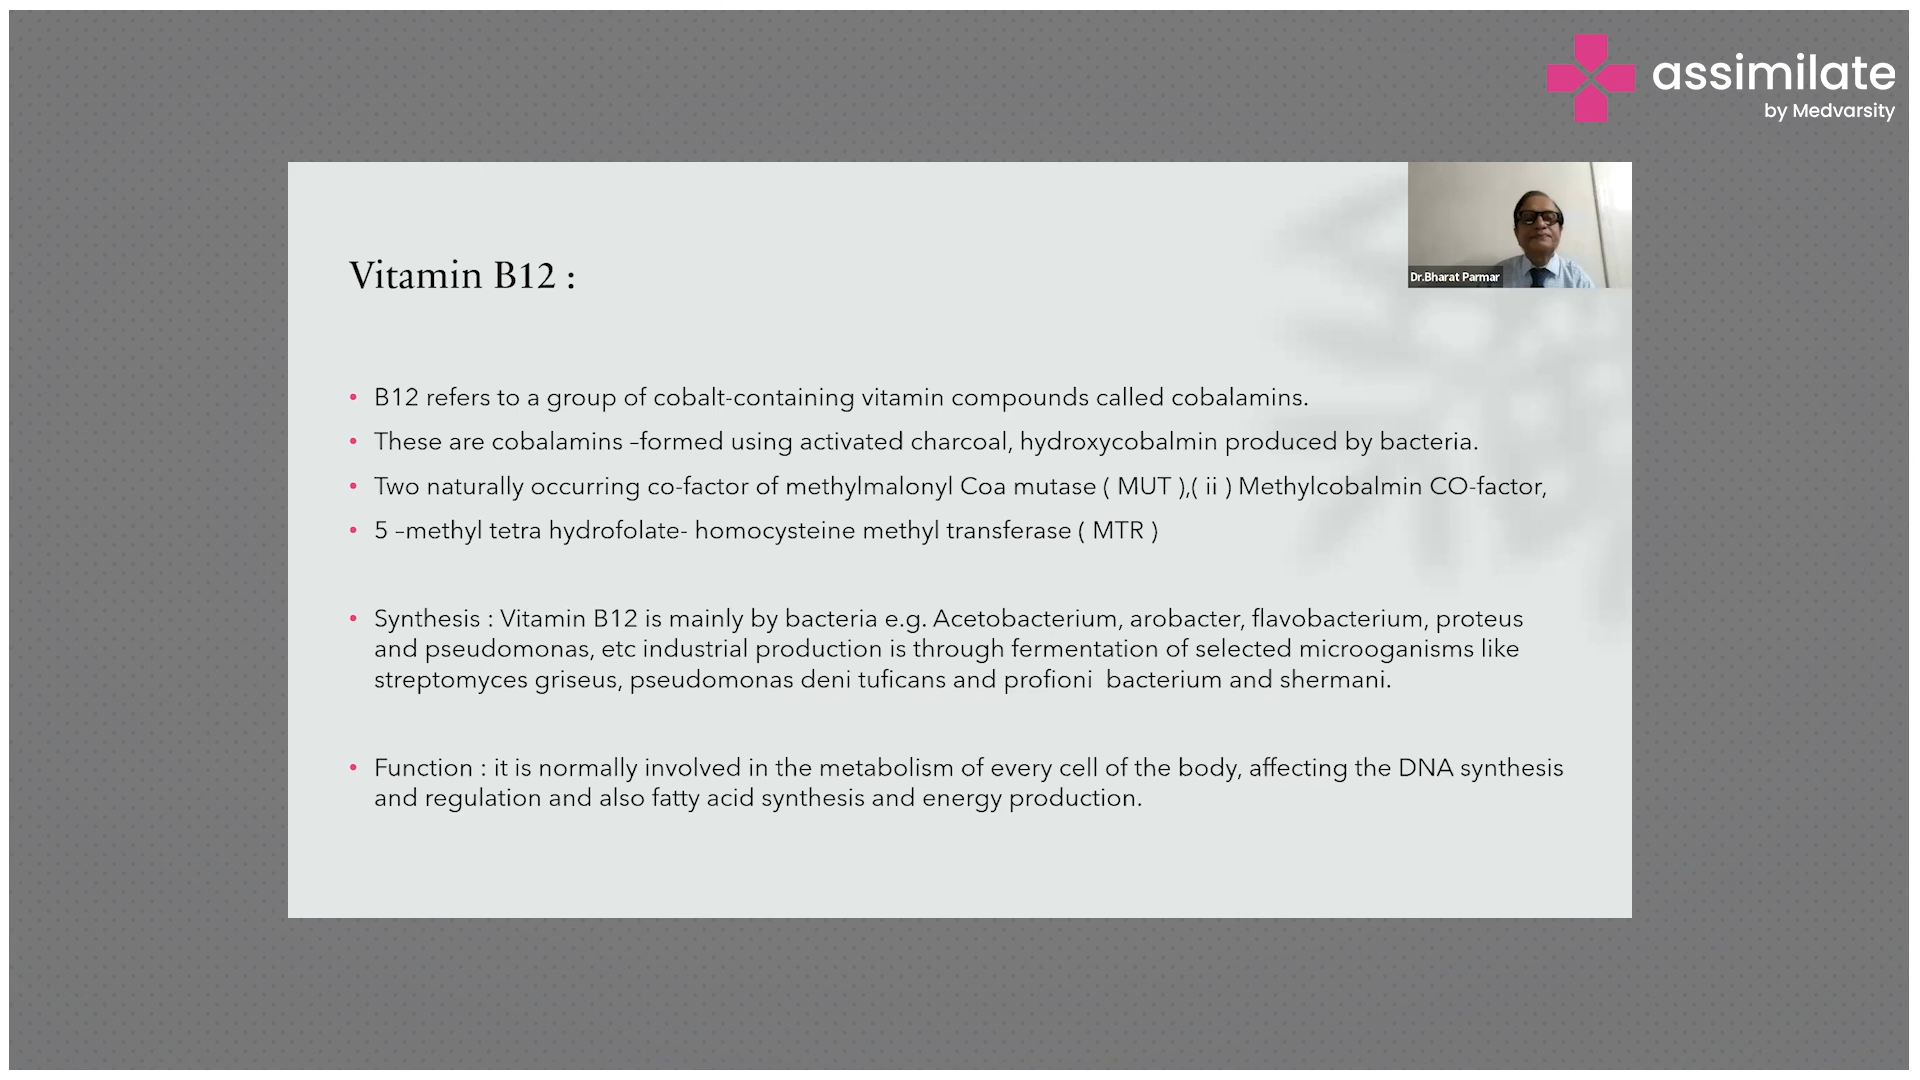 assimilate
by Medvarsity
Dr.Bharat Parmar
Vitamin B12 :
• B12 refers to a group of cobalt-containing vitamin compounds called cobalamins.
• These are cobalamins –formed using activated charcoal, hydroxycobalmin produced by bacteria.
• Two naturally occurring co-factor of methylmalonyl Coa mutase ( MUT ),( ii ) Methylcobalmin CO-factor,
• 5 –methyl tetra hydrofolate- homocysteine methyl transferase ( MTR )
• Synthesis : Vitamin B12 is mainly by bacteria e.g. Acetobacterium, arobacter, flavobacterium, proteus
and pseudomonas, etc industrial production is through fermentation of selected microoganisms like
streptomyces griseus, pseudomonas deni tuficans and profioni  bacterium and shermani.
• Function : it is normally involved in the metabolism of every cell of the body, affecting the DNA synthesis
and regulation and also fatty acid synthesis and energy production.